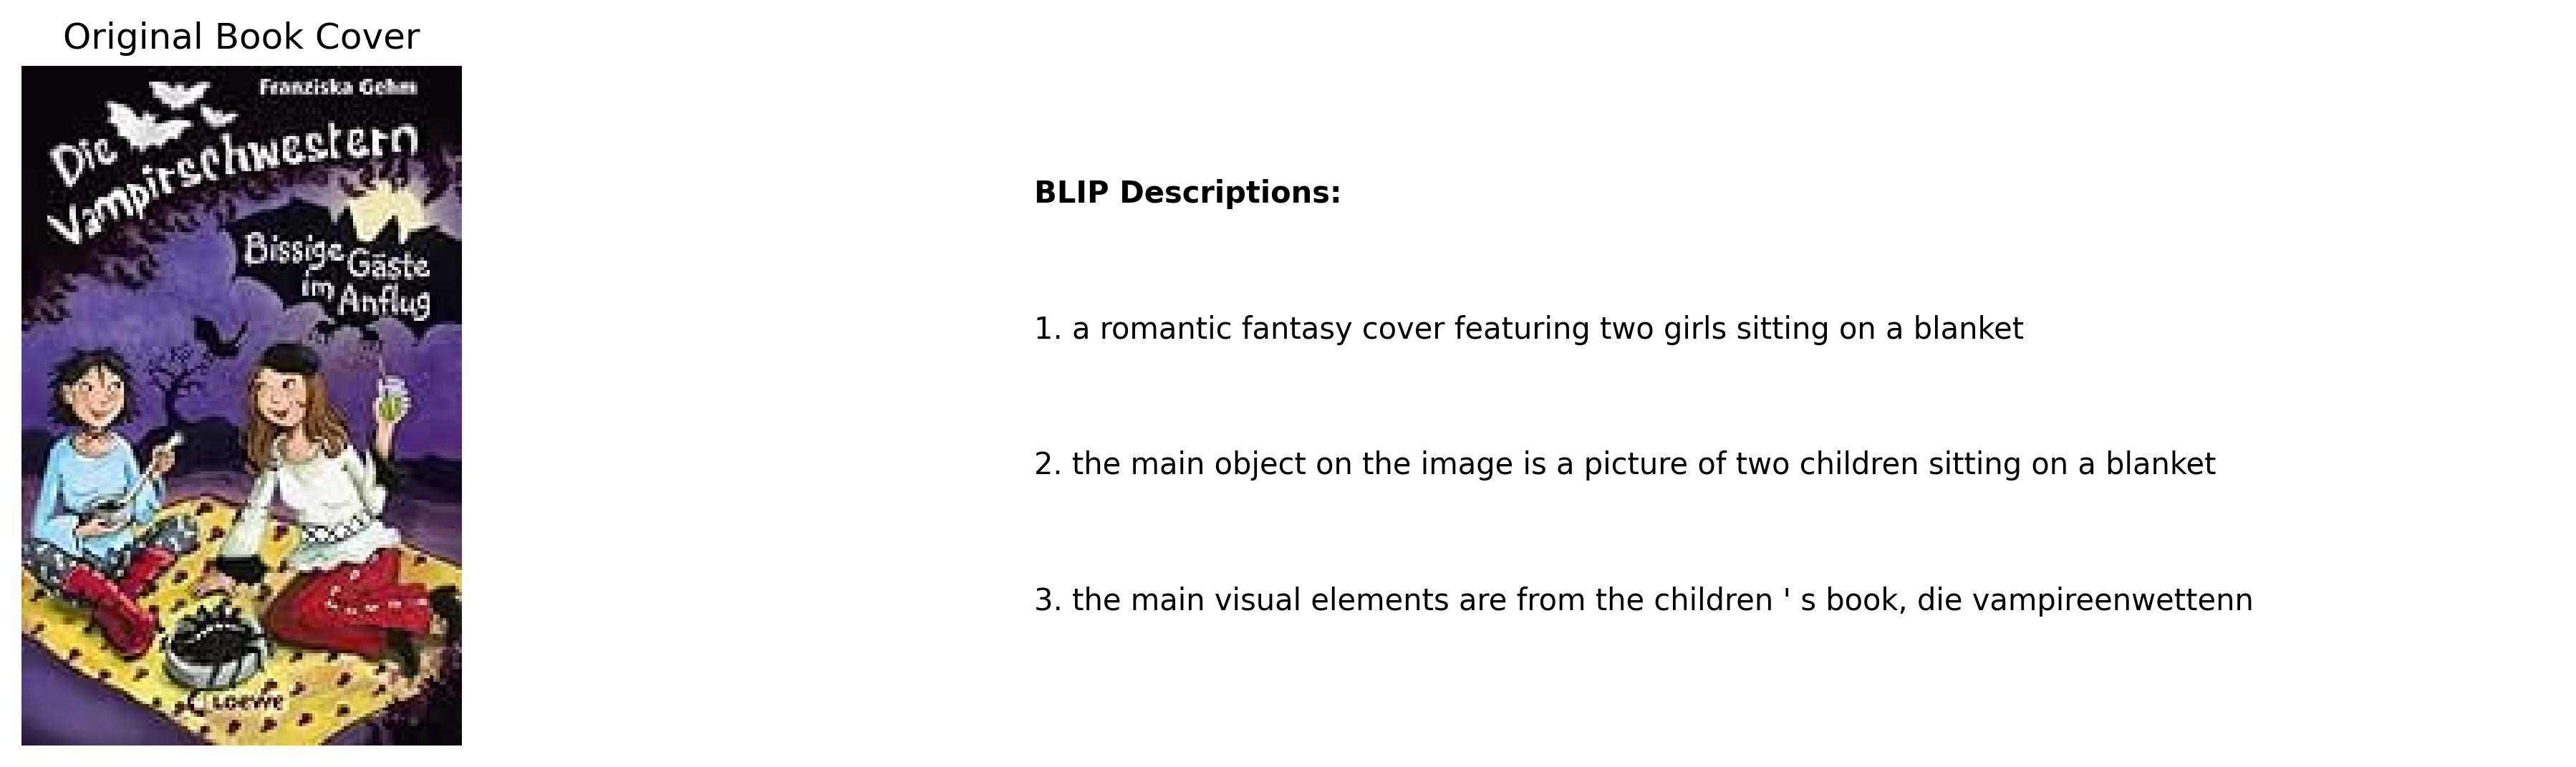 Original Book Cover
Franziska Gehm
Die
Vampirschwestern
Bissige Gäste
im Anflug
Loewe
BLIP Descriptions:
1. a romantic fantasy cover featuring two girls sitting on a blanket
2. the main object on the image is a picture of two children sitting on a blanket
3. the main visual elements are from the children ' s book, die vampireenwettenn